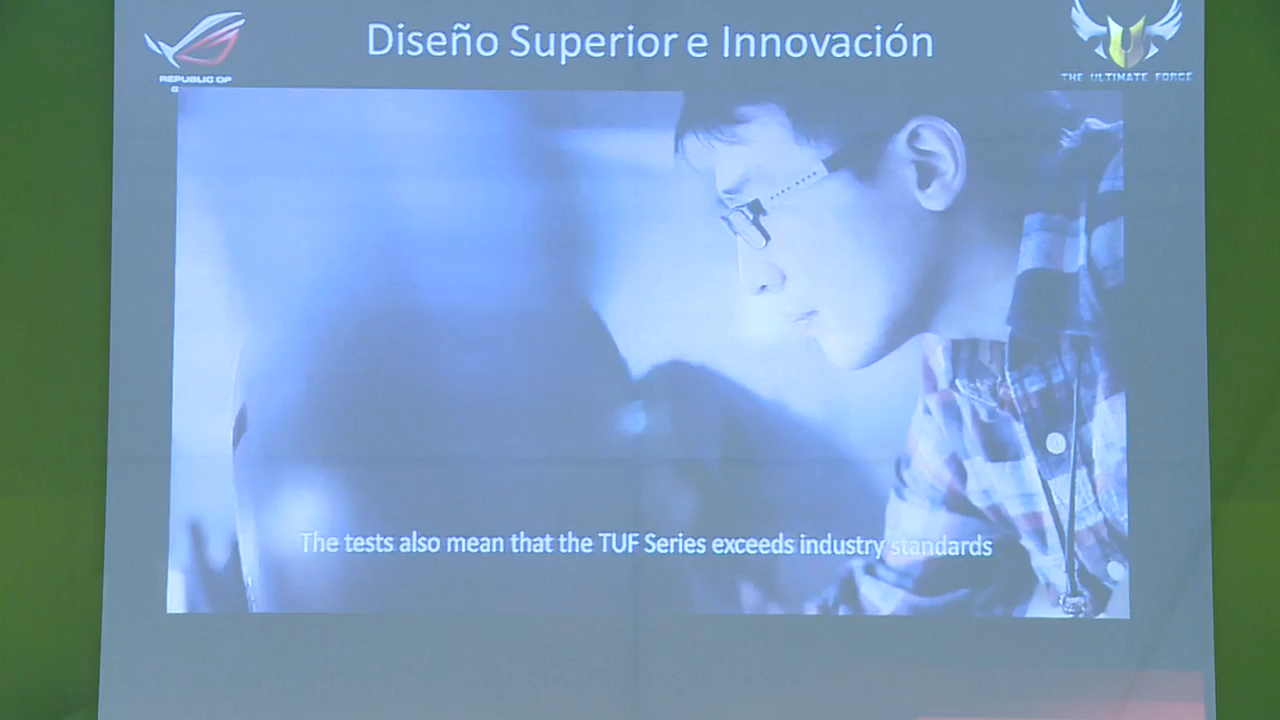 Diseño Superior e Innovación
REPUBLIC OF
THE ULTIMATE FORCE
The tests also mean that the TUF Series exceeds industry standards